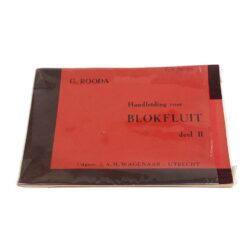 G. ROODA
Handleiding voor
BLOKFLUIT
deel II
Uitgave: J. A. H. WAGENAAR - UTRECHT